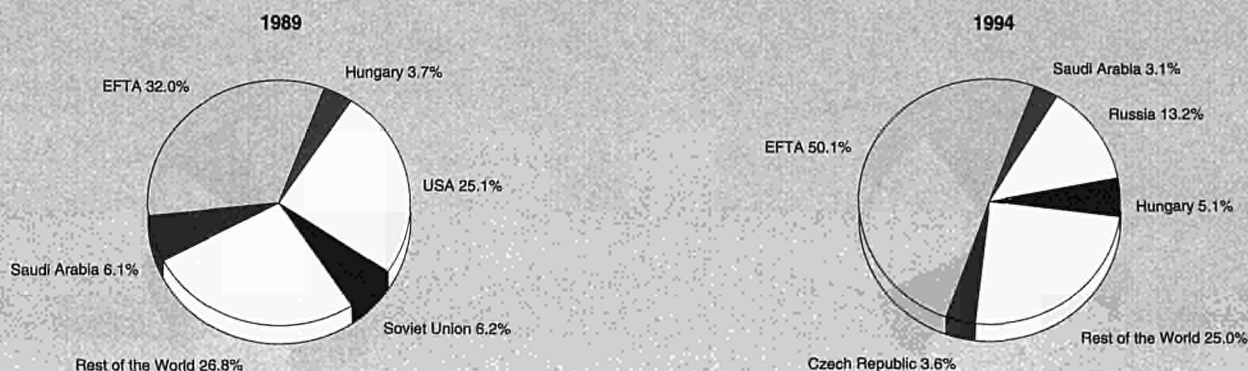 1989
EFTA 32.0%
Hungary 3.7%
USA 25.1%
Saudi Arabia 6.1%
Soviet Union 6.2%
Rest of the World 26.8%
1994
Saudi Arabia 3.1%
Russia 13.2%
EFTA 50.1%
Hungary 5.1%
Rest of the World 25.0%
Czech Republic 3.6%